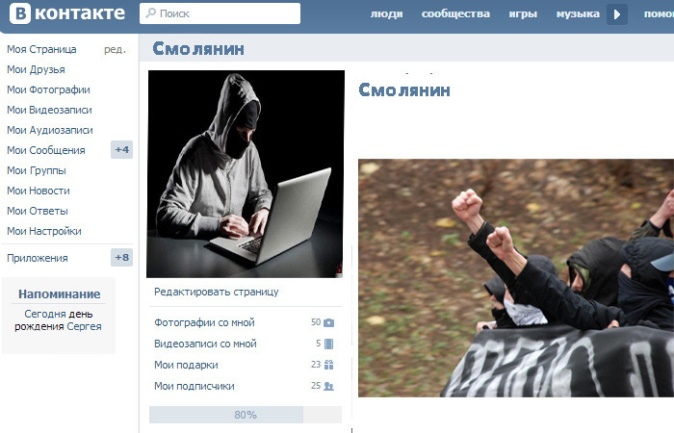 В контакте
Поиск
люди сообщества игры музыка помо
Смолянин
Смолянин
Моя Страница ред.
Мои Друзья
Мои Фотографии
Мои Видеозаписи
Мои Аудиозаписи
Мои Сообщения +4
Мои Группы
Мои Новости
Мои Ответы
Мои Настройки
Приложения +8
Напоминание
Сегодня день
рождения Сергея
Редактировать страницу
Фотографии со мной 50
Видеозаписи со мной 5
Мои подарки 23
Мои подписчики 25
80%